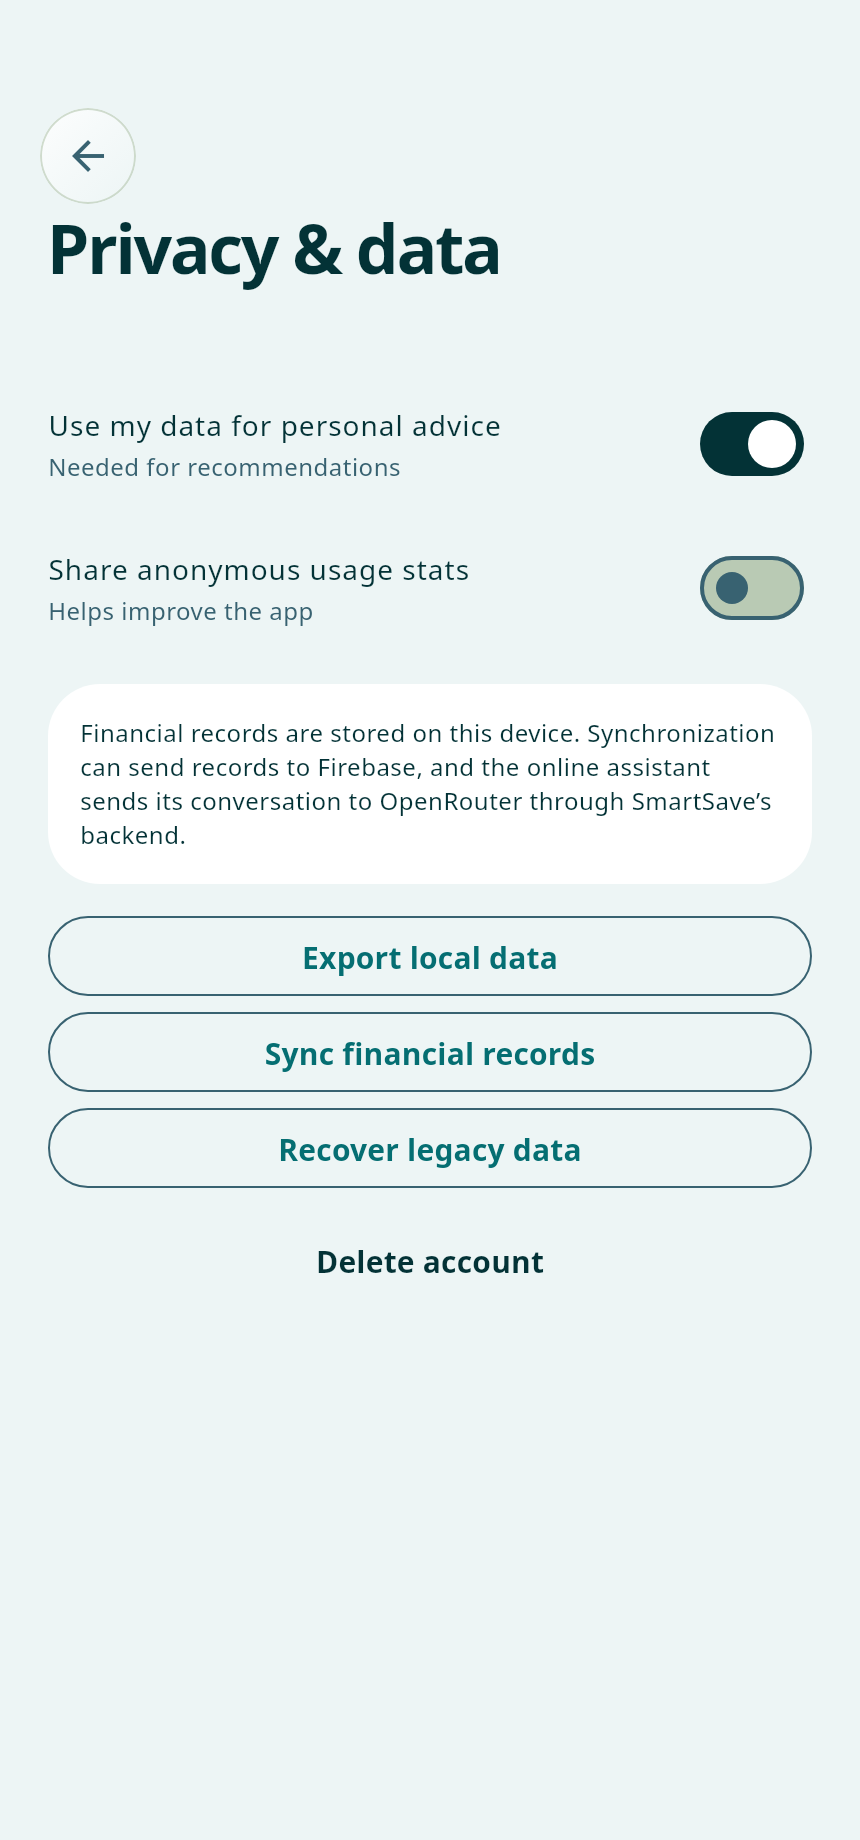 Privacy & data
Use my data for personal advice
Needed for recommendations
Share anonymous usage stats
Helps improve the app
Financial records are stored on this device. Synchronization
can send records to Firebase, and the online assistant
sends its conversation to OpenRouter through SmartSave’s
backend.
Export local data
Sync financial records
Recover legacy data
Delete account